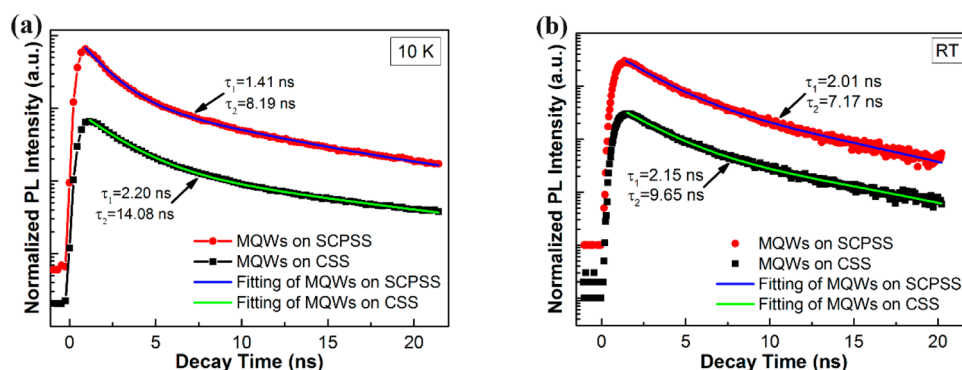 (a)
10 K
τ1=1.41 ns
τ2=8.19 ns
τ1=2.20 ns
τ2=14.08 ns
MQWs on SCPSS
MQWs on CSS
Fitting of MQWs on SCPSS
Fitting of MQWs on CSS
Normalized PL Intensity (a.u.)
0 5 10 15 20
Decay Time (ns)
(b)
RT
τ1=2.01 ns
τ2=7.17 ns
τ1=2.15 ns
τ2=9.65 ns
MQWs on SCPSS
MQWs on CSS
Fitting of MQWs on SCPSS
Fitting of MQWs on CSS
Normalized PL Intensity (a.u.)
0 5 10 15 20
Decay Time (ns)